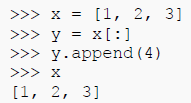 >>> x = [1, 2, 3]
>>> y = x[:]
>>> y.append(4)
>>> x
[1, 2, 3]